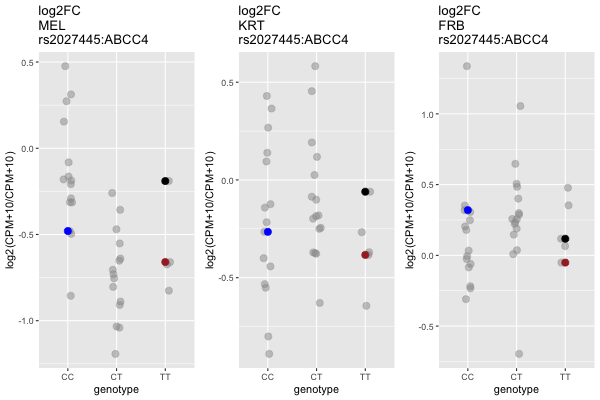 log2FC
MEL
rs2027445:ABCC4
log2(CPM+10/CPM+10)
0.5
0.0
-0.5
-1.0
CC CT TT
genotype
log2FC
KRT
rs2027445:ABCC4
log2(CPM+10/CPM+10)
0.5
0.0
-0.5
CC CT TT
genotype
log2FC
FRB
rs2027445:ABCC4
log2(CPM+10/CPM+10)
1.0
0.5
0.0
-0.5
CC CT TT
genotype